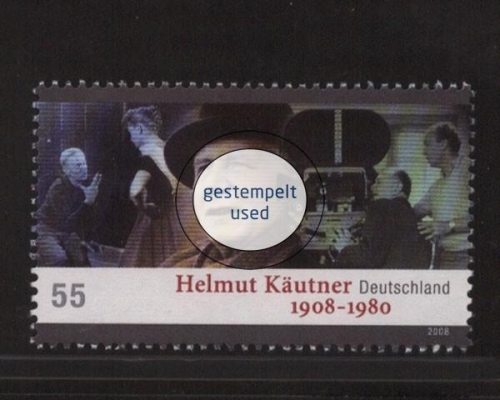 gestempelt
used
55
Helmut Käutner Deutschland
1908-1980
2008